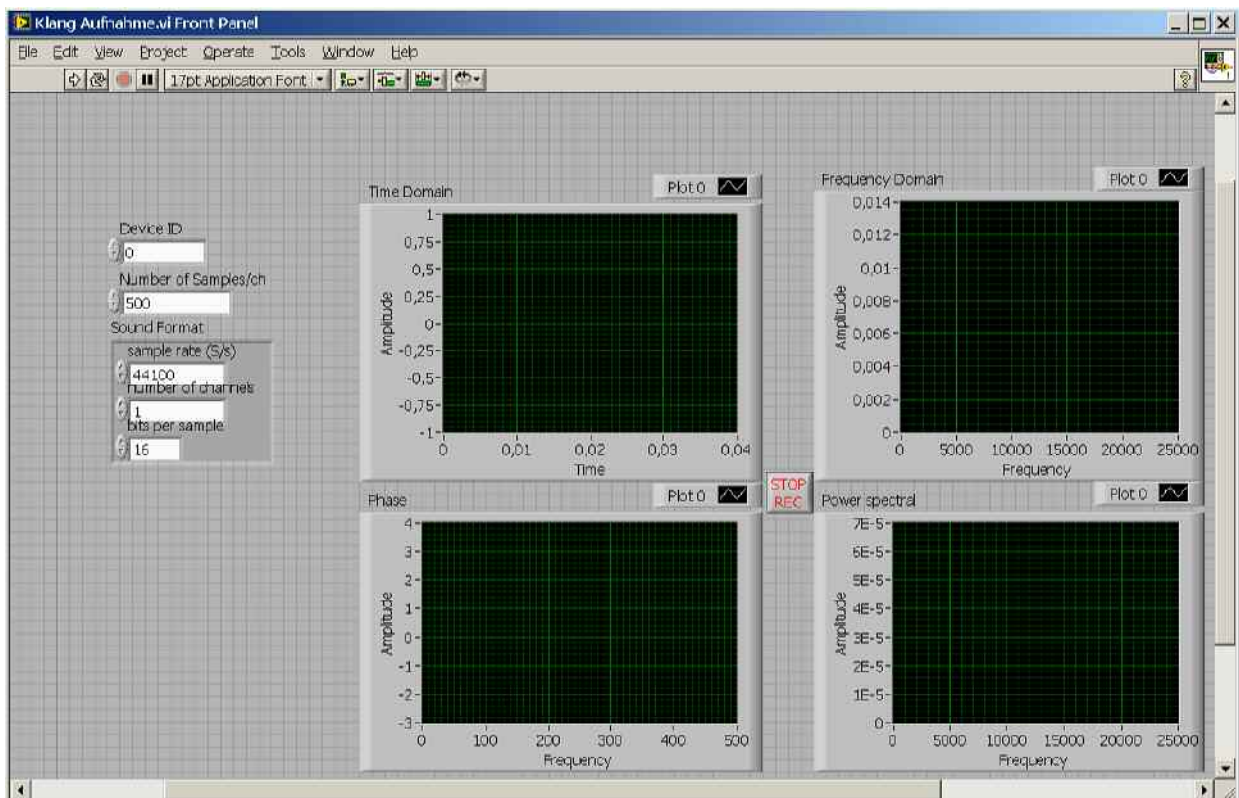 Klang Aufnahme.vi Front Panel
File Edit View Project Operate Tools Window Help
17pt Application Font
Device ID
0
Number of Samples/ch
500
Sound Format
sample rate (S/s)
44100
number of channels
1
bits per sample
16
Time Domain
Plot 0
Amplitude
1
0,75
0,5
0,25
0
-0,25
-0,5
-0,75
-1
0 0,01 0,02 0,03 0,04
Time
Frequency Domain
Plot 0
Amplitude
0,014
0,012
0,01
0,008
0,006
0,004
0,002
0
0 5000 10000 15000 20000 25000
Frequency
STOP
REC
Phase
Plot 0
Amplitude
4
3
2
1
0
-1
-2
-3
0 100 200 300 400 500
Frequency
Power spectral
Plot 0
Amplitude
7E-5
6E-5
5E-5
4E-5
3E-5
2E-5
1E-5
0
0 5000 10000 15000 20000 25000
Frequency